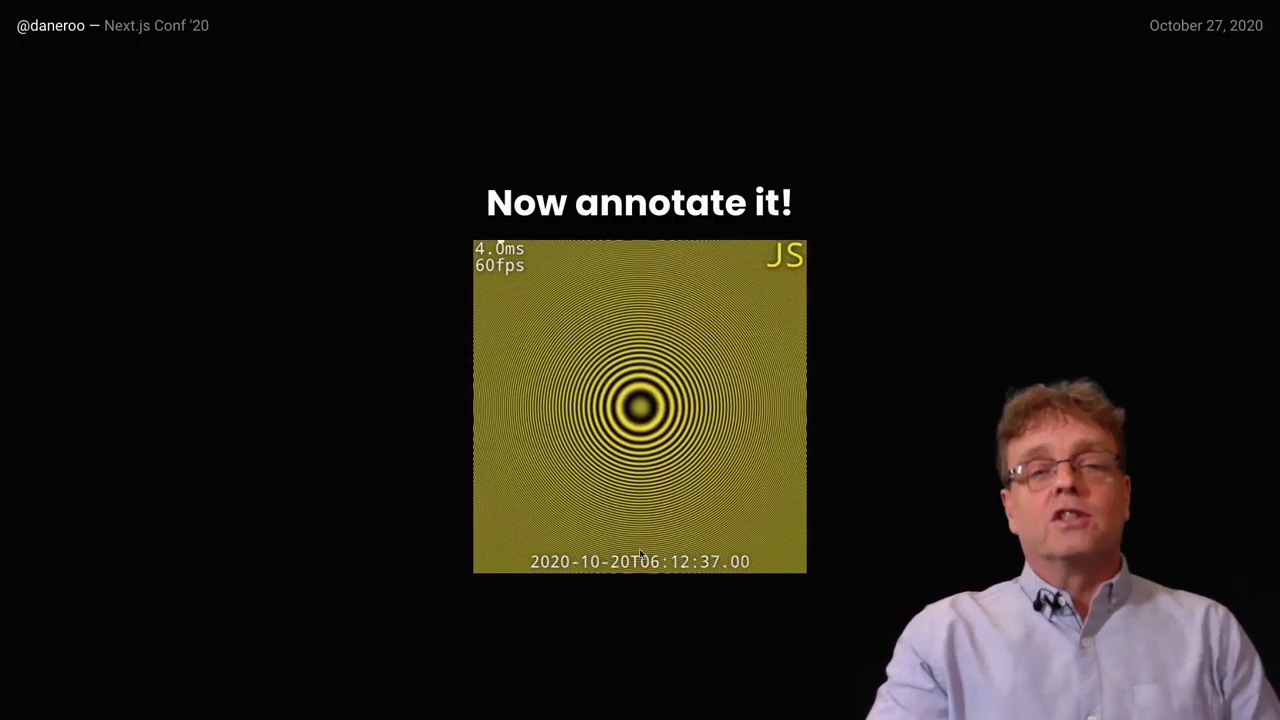 @daneroo — Next.js Conf '20
October 27, 2020
Now annotate it!
4.0ms
60fps
JS
2020-10-20T06:12:37.00